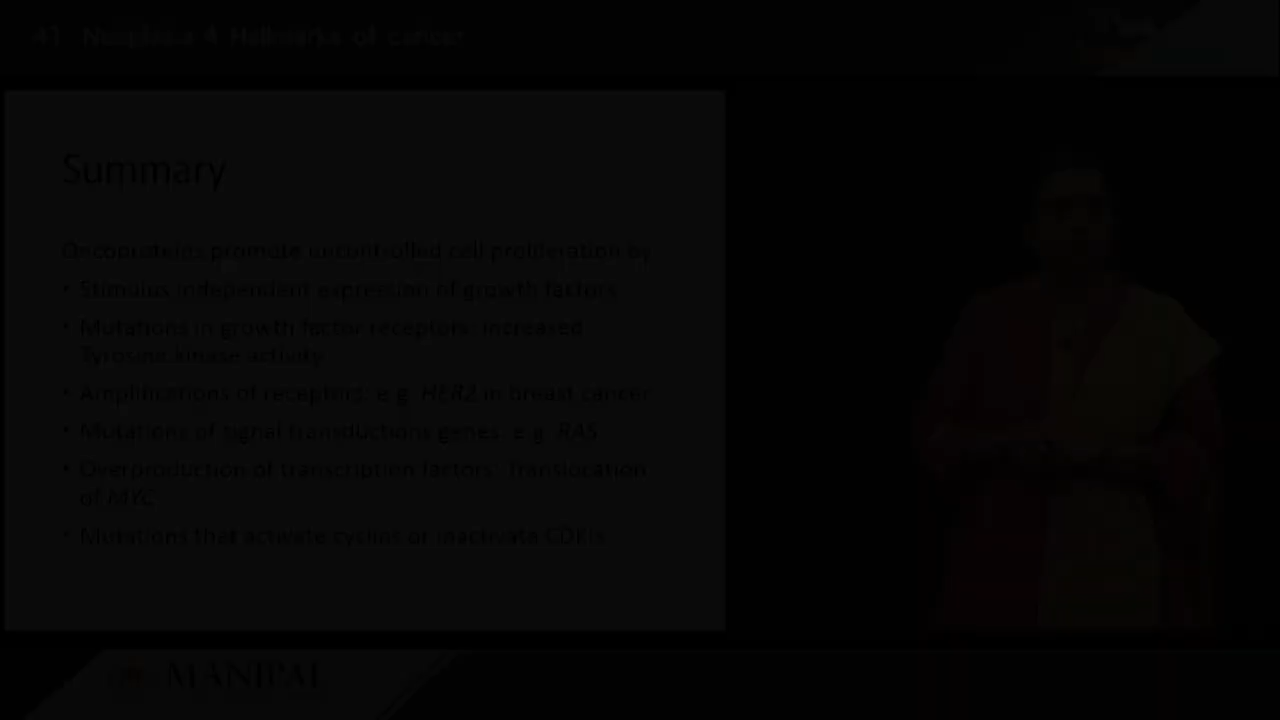 41 Neoplasia 4 Hallmarks of cancer
Summary
Oncoproteins promote uncontrolled cell proliferation by
• Stimulus independent expression of growth factors
• Mutations in growth factor receptors: increased
Tyrosine kinase activity
• Amplifications of receptors: e.g. HER2 in breast cancer
• Mutations of signal transductions genes: e.g. RAS
• Overproduction of transcription factors: Translocation
of MYC
• Mutations that activate cyclins or inactivate CDKIs
MANIPAL